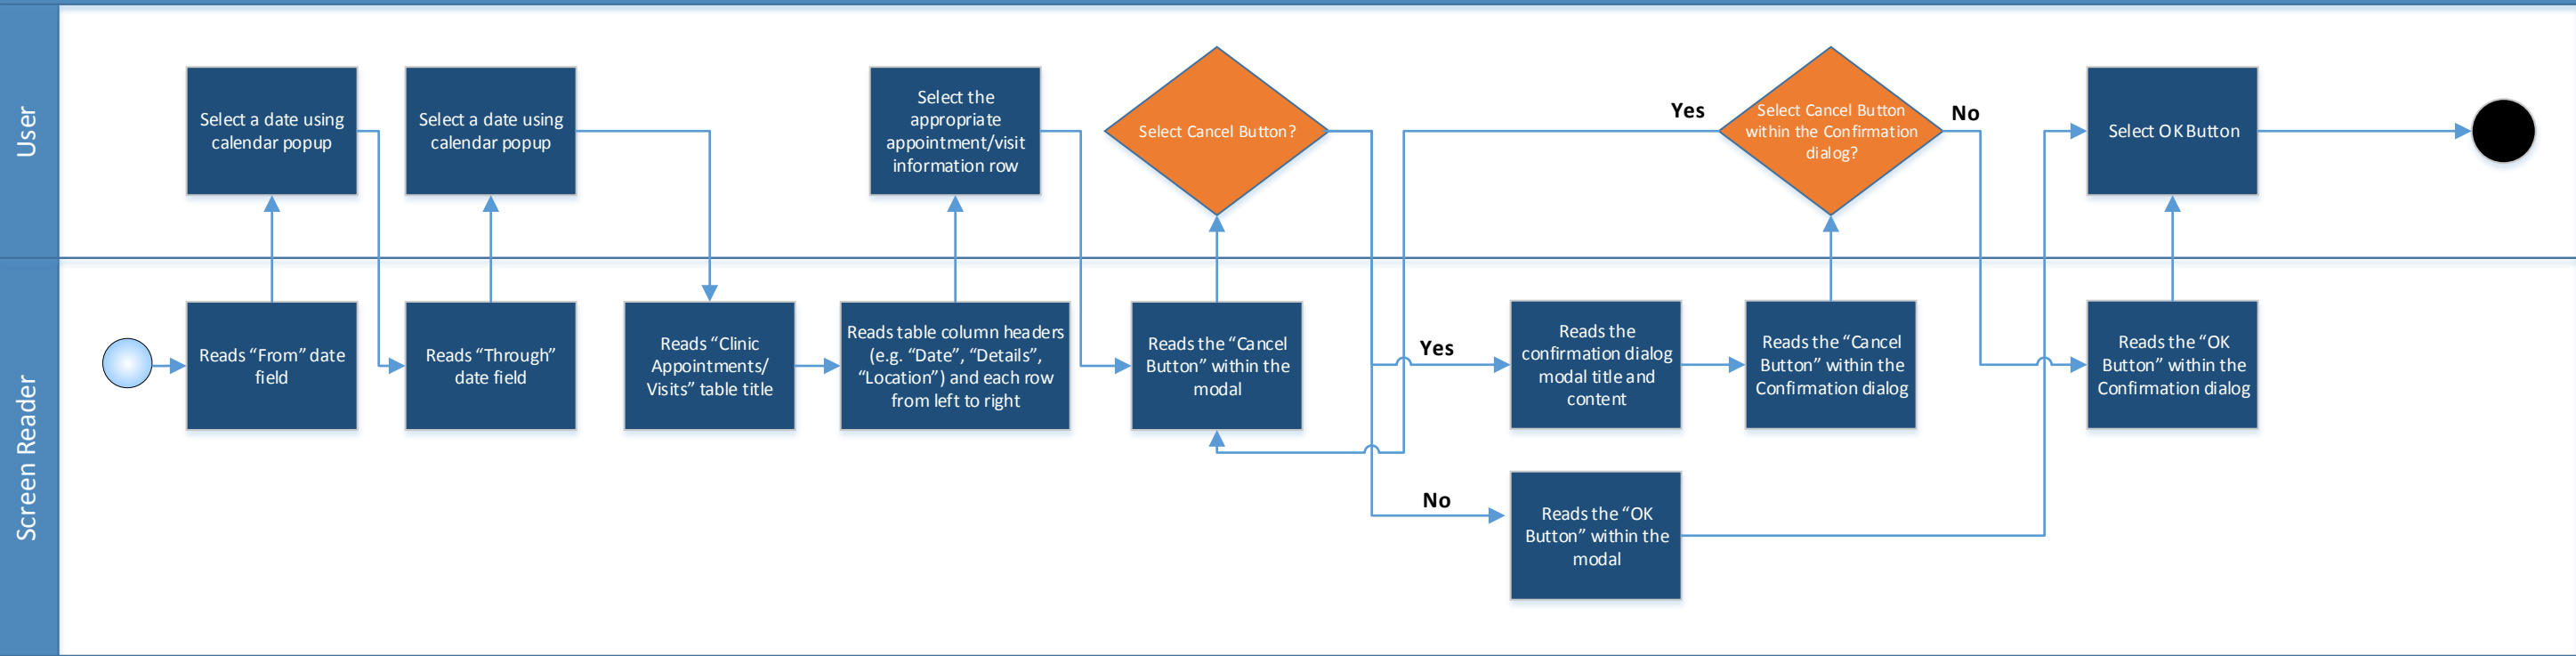 User
Select a date using
calendar popup
Select a date using
calendar popup
Select the
appropriate
appointment/visit
information row
Select Cancel Button?
Yes
Select Cancel Button
within the Confirmation
dialog?
No
Select OK Button
Screen Reader
Reads “From” date
field
Reads “Through”
date field
Reads “Clinic
Appointments/
Visits” table title
Reads table column headers
(e.g. “Date”, “Details”,
“Location”) and each row
from left to right
Reads the “Cancel
Button” within the
modal
Yes
Reads the
confirmation dialog
modal title and
content
Reads the “Cancel
Button” within the
Confirmation dialog
Reads the “OK
Button” within the
Confirmation dialog
No
Reads the “OK
Button” within the
modal